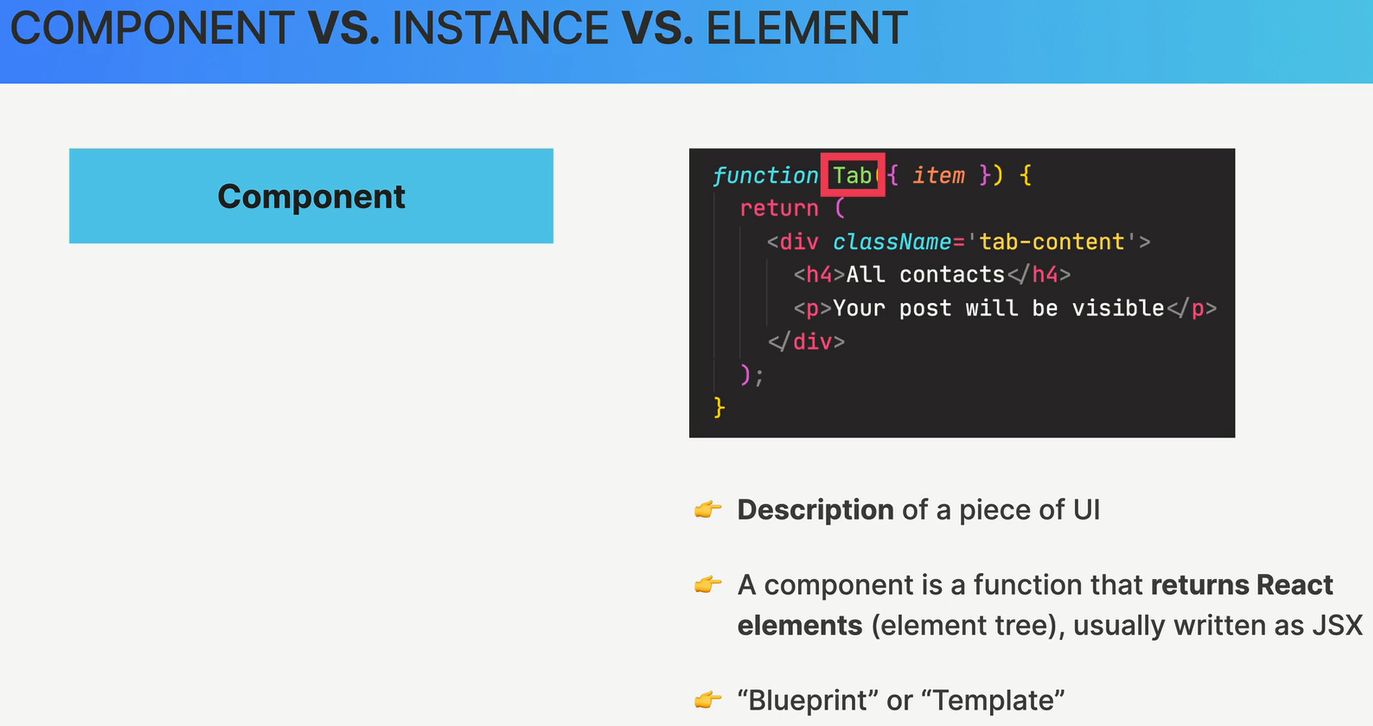 COMPONENT VS. INSTANCE VS. ELEMENT
Component
function Tab({ item }) {
return (
<div className='tab-content'>
<h4>All contacts</h4>
<p>Your post will be visible</p>
</div>
);
}
👉 Description of a piece of UI
👉 A component is a function that returns React
elements (element tree), usually written as JSX
👉 “Blueprint” or “Template”